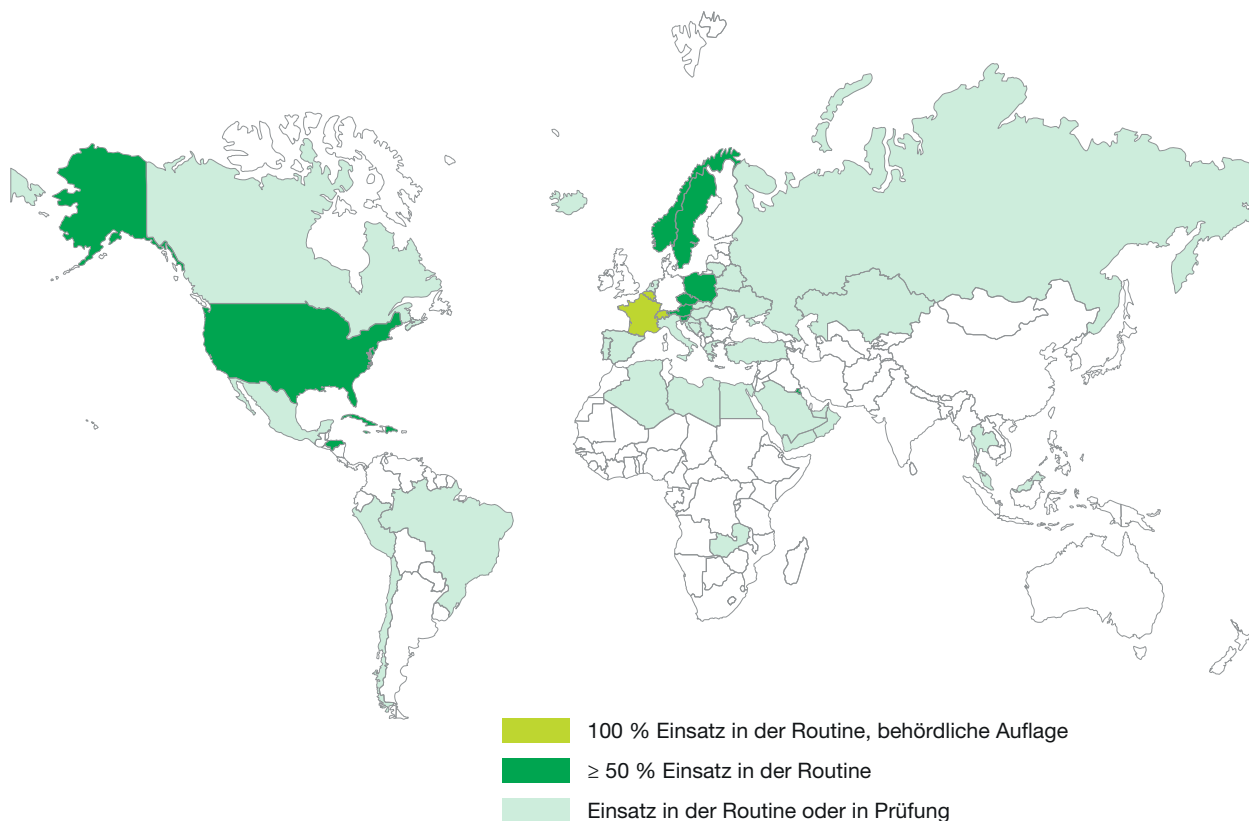 100 % Einsatz in der Routine, behördliche Auflage
≥ 50 % Einsatz in der Routine
Einsatz in der Routine oder in Prüfung